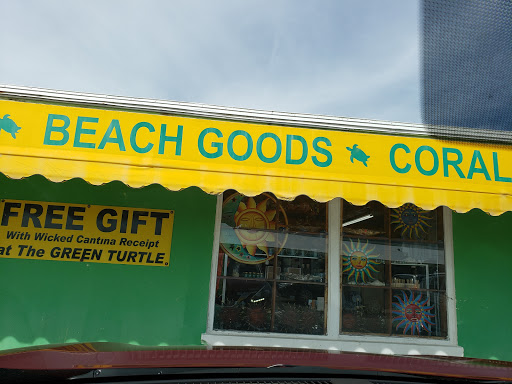 BEACH GOODS CORAL
FREE GIFT
With Wicked Cantina Receipt
at The GREEN TURTLE